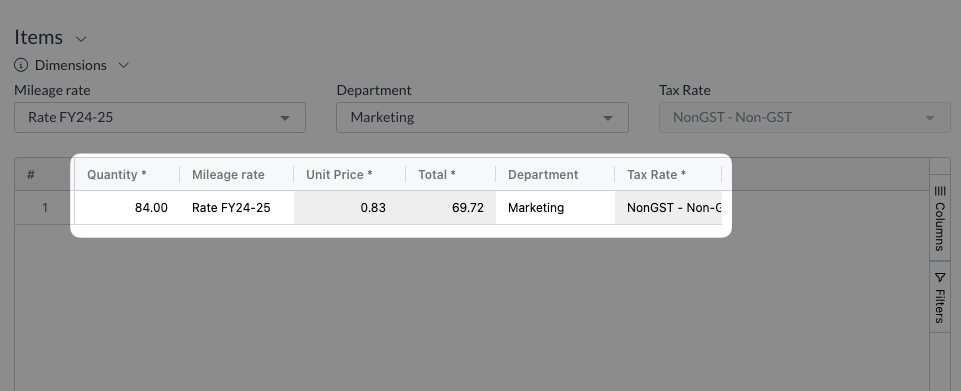 Items
Dimensions
Mileage rate Department Tax Rate
Rate FY24-25 Marketing NonGST - Non-GST
# Quantity * Mileage rate Unit Price * Total * Department Tax Rate *
1 84.00 Rate FY24-25 0.83 69.72 Marketing NonGST - Non-G
Columns
Filters